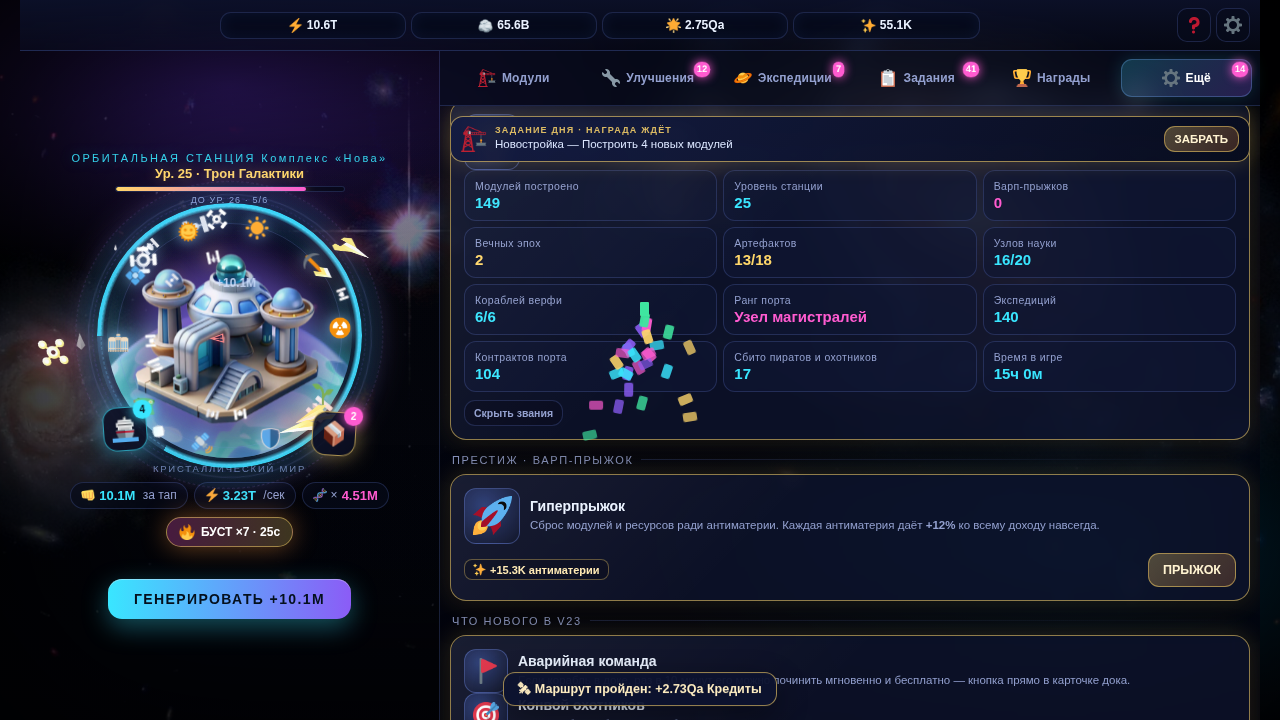 10.6T
65.6B
2.75Qa
55.1K
Модули
Улучшения 12
Экспедиции 7
Задания 41
Награды
Ещё 14
ОРБИТАЛЬНАЯ СТАНЦИЯ Комплекс «Нова»
Ур. 25 · Трон Галактики
ДО УР. 26 · 5/6
+10.1M
4
2
КРИСТАЛЛИЧЕСКИЙ МИР
10.1M за тап
3.23T /сек
× 4.51M
БУСТ ×7 · 25с
ГЕНЕРИРОВАТЬ +10.1M
ЗАДАНИЕ ДНЯ · НАГРАДА ЖДЁТ
Новостройка — Построить 4 новых модулей
ЗАБРАТЬ
Модулей построено
149
Уровень станции
25
Варп-прыжков
0
Вечных эпох
2
Артефактов
13/18
Узлов науки
16/20
Кораблей верфи
6/6
Ранг порта
Узел магистралей
Экспедиций
140
Контрактов порта
104
Сбито пиратов и охотников
17
Время в игре
15ч 0м
Скрыть звания
ПРЕСТИЖ · ВАРП-ПРЫЖОК
Гиперпрыжок
Сброс модулей и ресурсов ради антиматерии. Каждая антиматерия даёт +12% ко всему доходу навсегда.
+15.3K антиматерии
ПРЫЖОК
ЧТО НОВОГО В V23
Аварийная команда
починить мгновенно и бесплатно — кнопка прямо в карточке дока.
Маршрут пройден: +2.73Qa Кредиты
Конвои охотников